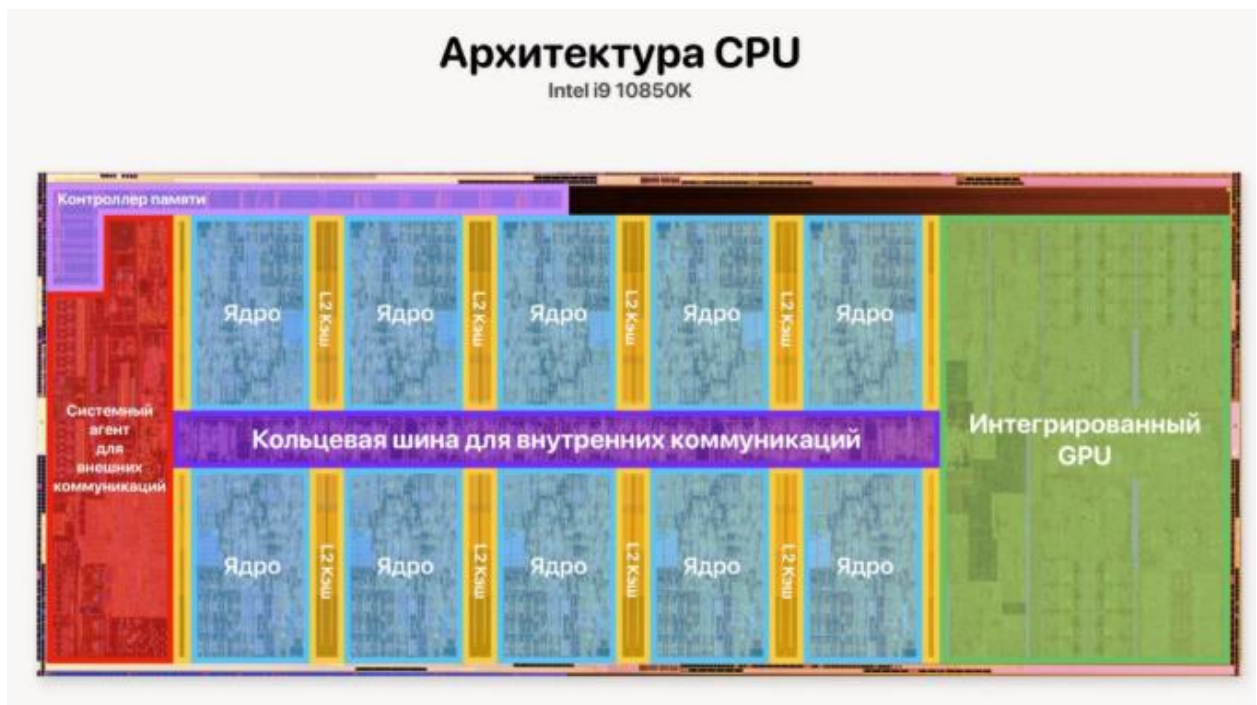 Архитектура CPU
Intel i9 10850K
Контроллер памяти
Ядро
L2 Кэш
Ядро
L2 Кэш
Ядро
L2 Кэш
Ядро
L2 Кэш
Ядро
Системный
агент
для
внешних
коммуникаций
Кольцевая шина для внутренних коммуникаций
Интегрированный
GPU
Ядро
L2 Кэш
Ядро
L2 Кэш
Ядро
L2 Кэш
Ядро
L2 Кэш
Ядро